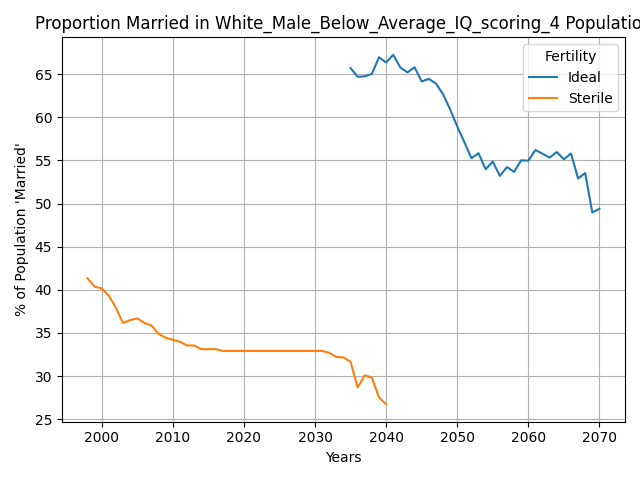 Proportion Married in White_Male_Below_Average_IQ_scoring_4 Populatio
Fertility
Ideal
Sterile
% of Population 'Married'
65
60
55
50
45
40
35
30
25
2000 2010 2020 2030 2040 2050 2060 2070
Years